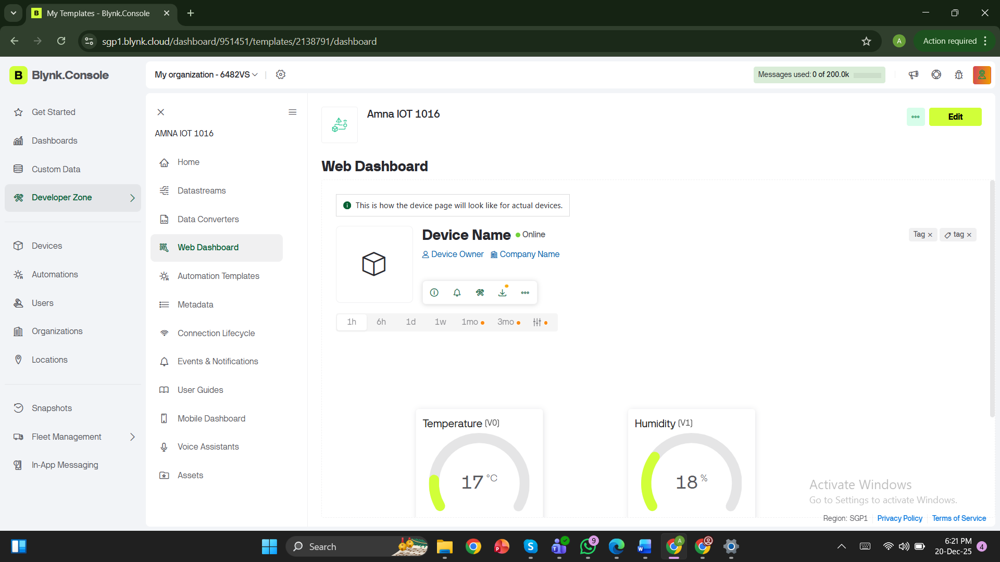 My Templates - Blynk.Console
sgp1.blynk.cloud/dashboard/951451/templates/2138791/dashboard
A
Action required
B
Blynk.Console
My organization - 6482VS
Messages used: 0 of 200.0k
Get Started
Dashboards
Custom Data
Developer Zone
Devices
Automations
Users
Organizations
Locations
Snapshots
Fleet Management
In-App Messaging
AMNA IOT 1016
Home
Datastreams
Data Converters
Web Dashboard
Automation Templates
Metadata
Connection Lifecycle
Events & Notifications
User Guides
Mobile Dashboard
Voice Assistants
Assets
Amna IOT 1016
Edit
Web Dashboard
This is how the device page will look like for actual devices.
Device Name
Online
Tag
tag
Device Owner
Company Name
1h 6h 1d 1w 1mo 3mo
Temperature (V0)
17 °C
Humidity (V1)
18 %
Activate Windows
Go to Settings to activate Windows.
Region: SGP1
Privacy Policy
Terms of Service
Search
9
6:21 PM
20-Dec-25
4